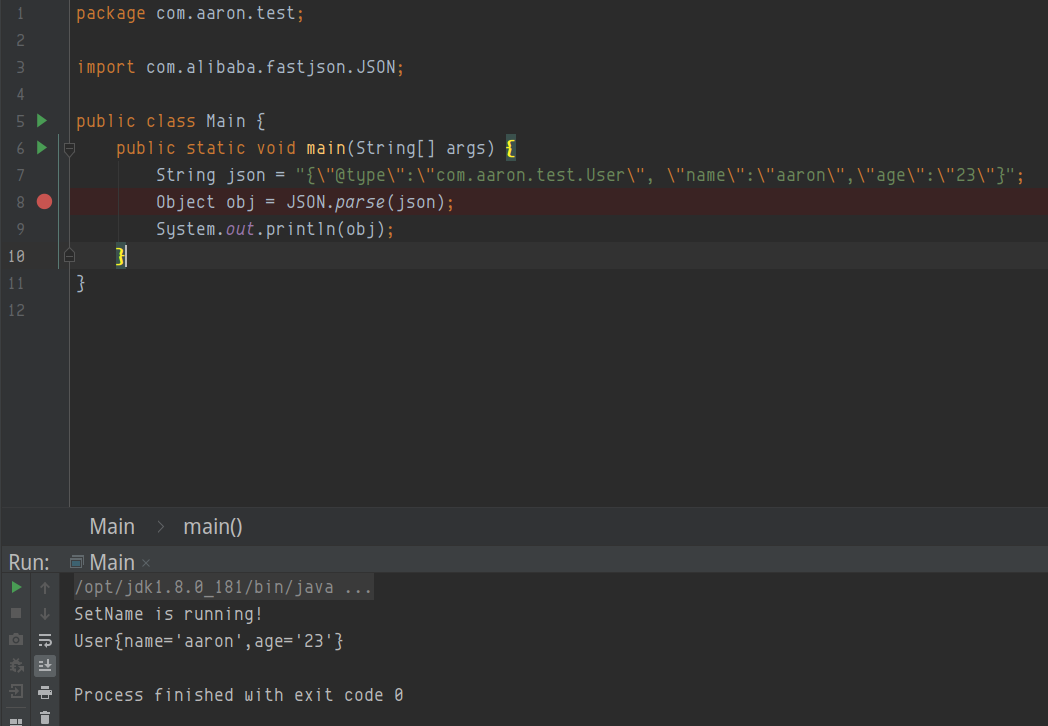 1 package com.aaron.test;
2
3 import com.alibaba.fastjson.JSON;
4
5 public class Main {
6 public static void main(String[] args) {
7 String json = "{\"@type\":\"com.aaron.test.User\", \"name\":\"aaron\",\"age\":\"23\"}";
8 Object obj = JSON.parse(json);
9 System.out.println(obj);
10 }
11 }
12
Main > main()
Run: Main ×
/opt/jdk1.8.0_181/bin/java ...
SetName is running!
User{name='aaron',age='23'}
Process finished with exit code 0